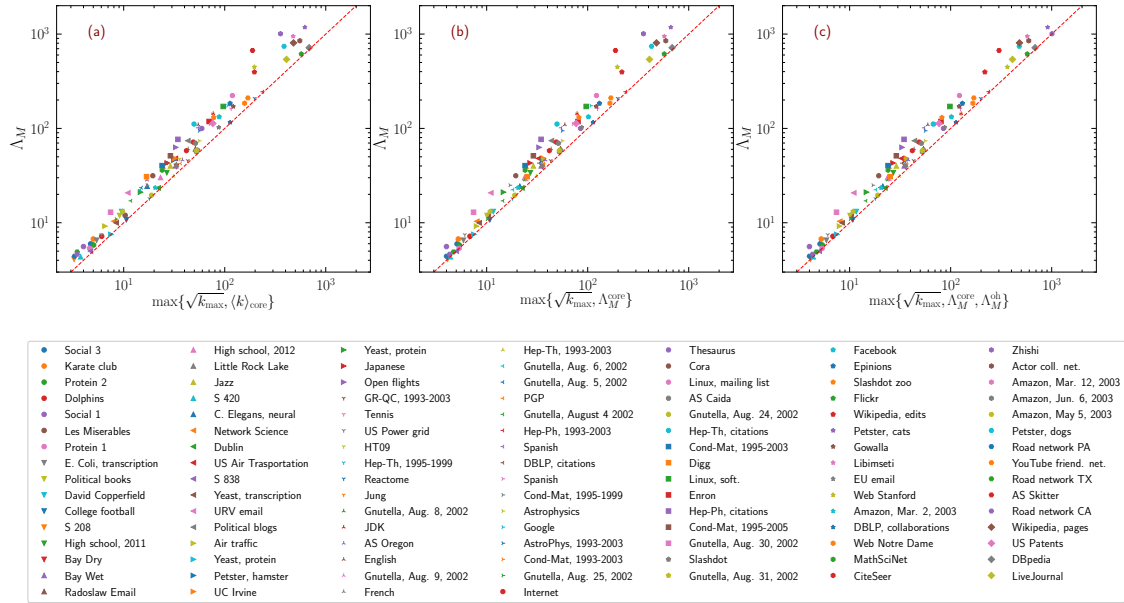 (a)
(b)
(c)
10³
10²
10¹
Λ_M
10¹
10²
10³
max{√k_max, ⟨k⟩_core}
10³
10²
10¹
Λ_M
10¹
10²
10³
max{√k_max, Λ_M^core}
10³
10²
10¹
Λ_M
10¹
10²
10³
max{√k_max, Λ_M^core, Λ_M^oh}
Social 3
Karate club
Protein 2
Dolphins
Social 1
Les Miserables
Protein 1
E. Coli, transcription
Political books
David Copperfield
College football
S 208
High school, 2011
Bay Dry
Bay Wet
Radoslaw Email
High school, 2012
Little Rock Lake
Jazz
S 420
C. Elegans, neural
Network Science
Dublin
US Air Trasportation
S 838
Yeast, transcription
URV email
Political blogs
Air traffic
Yeast, protein
Petster, hamster
UC Irvine
Yeast, protein
Japanese
Open flights
GR-QC, 1993-2003
Tennis
US Power grid
HT09
Hep-Th, 1995-1999
Reactome
Jung
Gnutella, Aug. 8, 2002
JDK
AS Oregon
English
Gnutella, Aug. 9, 2002
French
Hep-Th, 1993-2003
Gnutella, Aug. 6, 2002
Gnutella, Aug. 5, 2002
PGP
Gnutella, August 4 2002
Hep-Ph, 1993-2003
Spanish
DBLP, citations
Spanish
Cond-Mat, 1995-1999
Astrophysics
Google
AstroPhys, 1993-2003
Cond-Mat, 1993-2003
Gnutella, Aug. 25, 2002
Internet
Thesaurus
Cora
Linux, mailing list
AS Caida
Gnutella, Aug. 24, 2002
Hep-Th, citations
Cond-Mat, 1995-2003
Digg
Linux, soft.
Enron
Hep-Ph, citations
Cond-Mat, 1995-2005
Gnutella, Aug. 30, 2002
Slashdot
Gnutella, Aug. 31, 2002
Facebook
Epinions
Slashdot zoo
Flickr
Wikipedia, edits
Petster, cats
Gowalla
Libimseti
EU email
Web Stanford
Amazon, Mar. 2, 2003
DBLP, collaborations
Web Notre Dame
MathSciNet
CiteSeer
Zhishi
Actor coll. net.
Amazon, Mar. 12, 2003
Amazon, Jun. 6, 2003
Amazon, May 5, 2003
Petster, dogs
Road network PA
YouTube friend. net.
Road network TX
AS Skitter
Road network CA
Wikipedia, pages
US Patents
DBpedia
LiveJournal